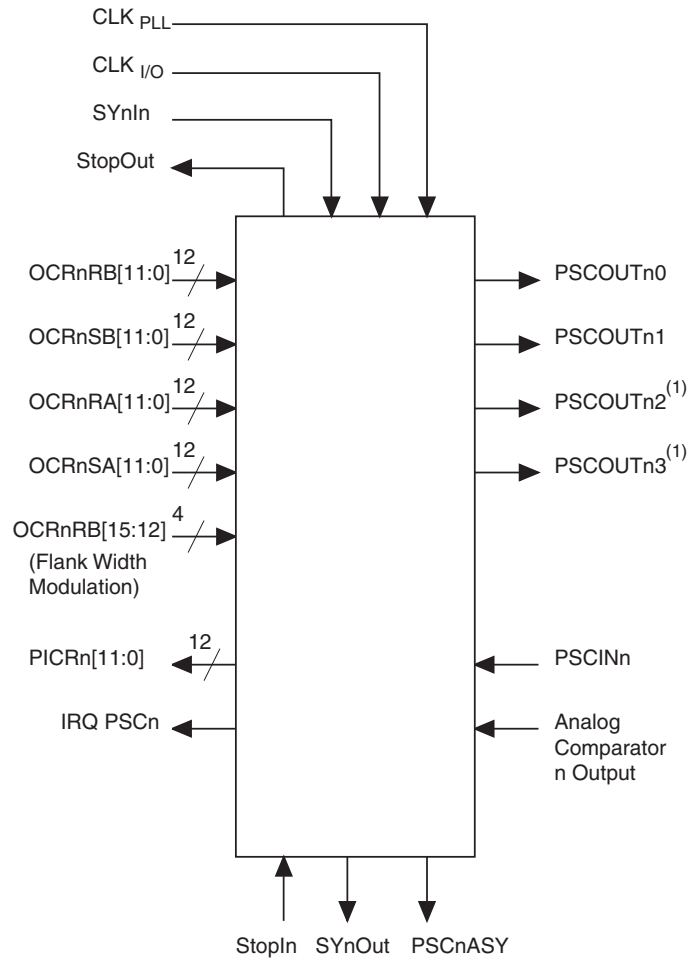 CLK PLL
CLK I/O
SYnIn
StopOut
OCRnRB[11:0] 12
PSCOUTn0
OCRnSB[11:0] 12
PSCOUTn1
OCRnRA[11:0] 12
PSCOUTn2(1)
OCRnSA[11:0] 12
PSCOUTn3(1)
OCRnRB[15:12] 4
(Flank Width
Modulation)
PICRn[11:0] 12
PSCINn
IRQ PSCn
Analog
Comparator
n Output
StopIn SYnOut PSCnASY